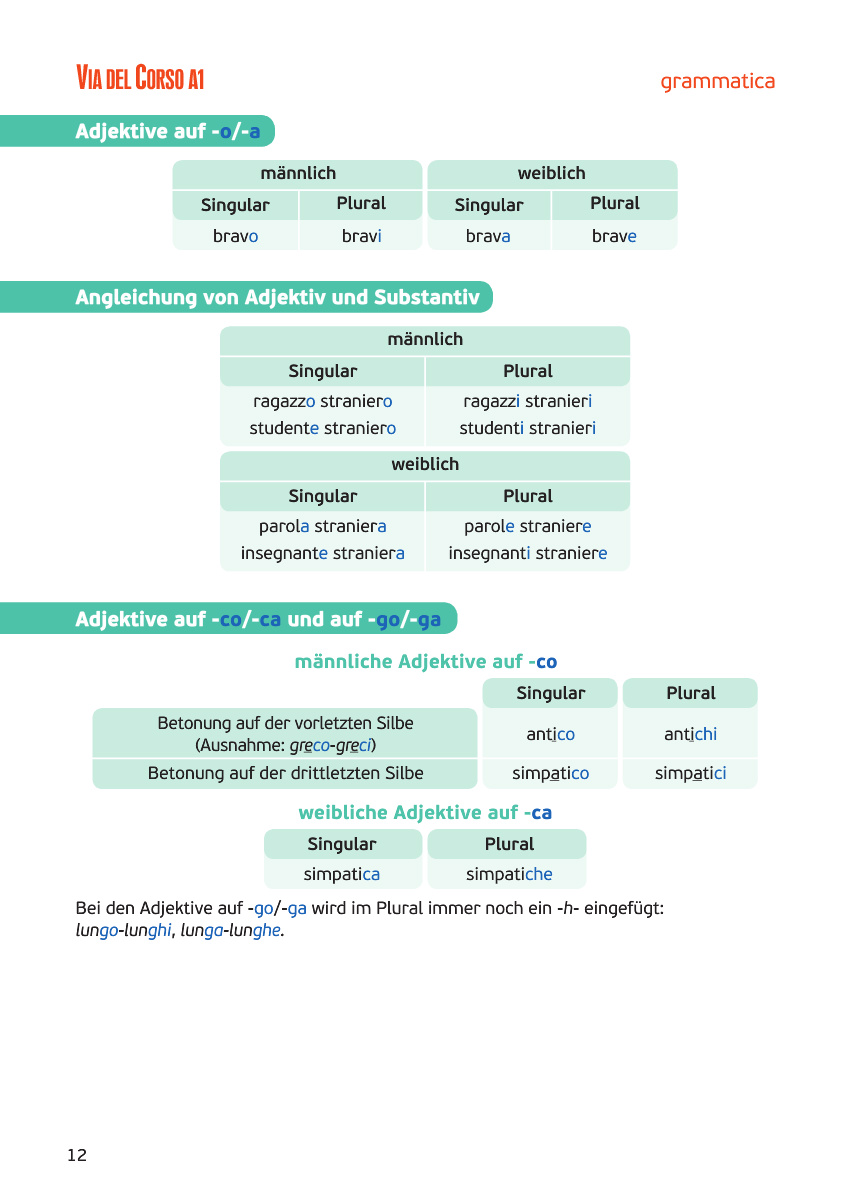 VIA DEL CORSO A1
grammatica
Adjektive auf -o/-a
männlich weiblich
Singular Plural Singular Plural
bravo bravi brava brave
Angleichung von Adjektiv und Substantiv
männlich
Singular Plural
ragazzo straniero ragazzi stranieri
studente straniero studenti stranieri
weiblich
Singular Plural
parola straniera parole straniere
insegnante straniera insegnanti straniere
Adjektive auf -co/-ca und auf -go/-ga
männliche Adjektive auf -co
Singular Plural
Betonung auf der vorletzten Silbe
(Ausnahme: greco-greci) antico antichi
Betonung auf der drittletzten Silbe simpatico simpatici
weibliche Adjektive auf -ca
Singular Plural
simpatica simpatiche
Bei den Adjektive auf -go/-ga wird im Plural immer noch ein -h- eingefügt:
lungo-lunghi, lunga-lunghe.
12